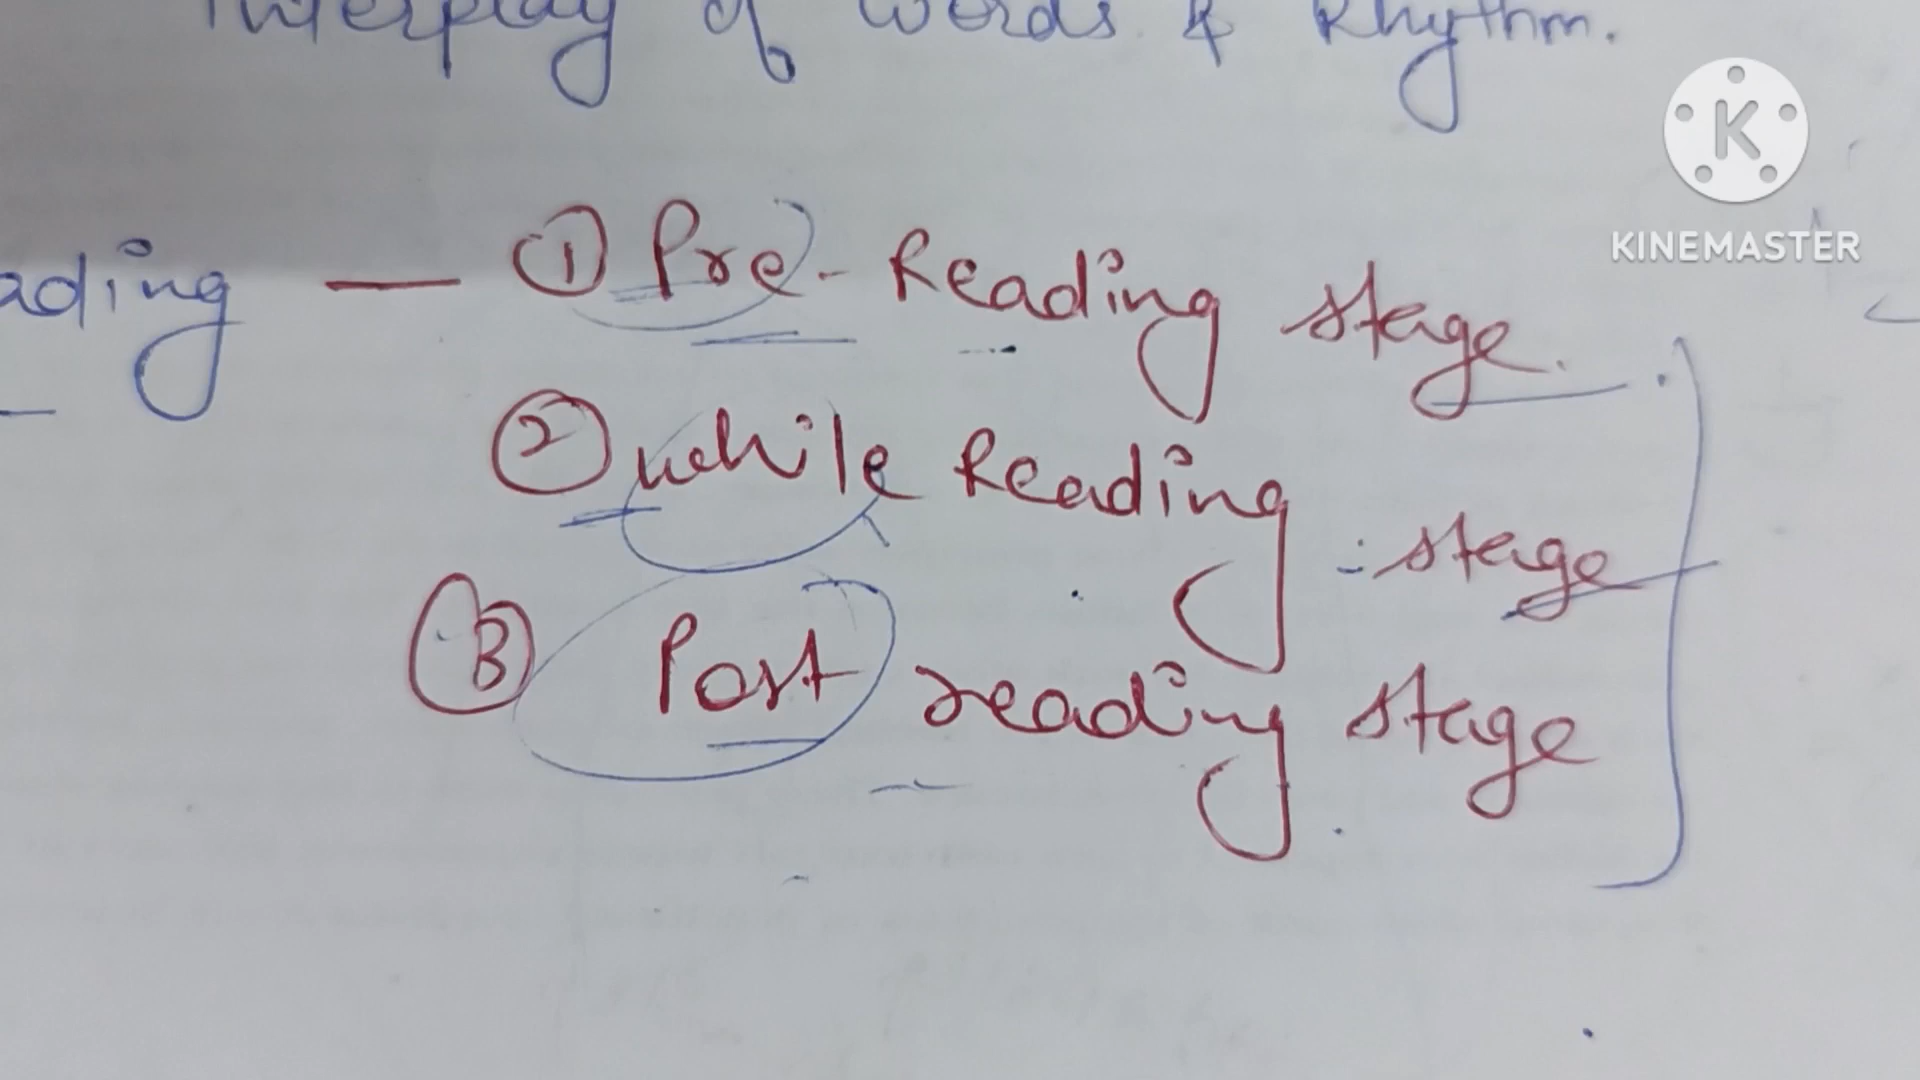 Interplay of words & Rhythm.
K
KINEMASTER
ading — ① Pre-Reading stage.
② while Reading stage
③ Post reading stage